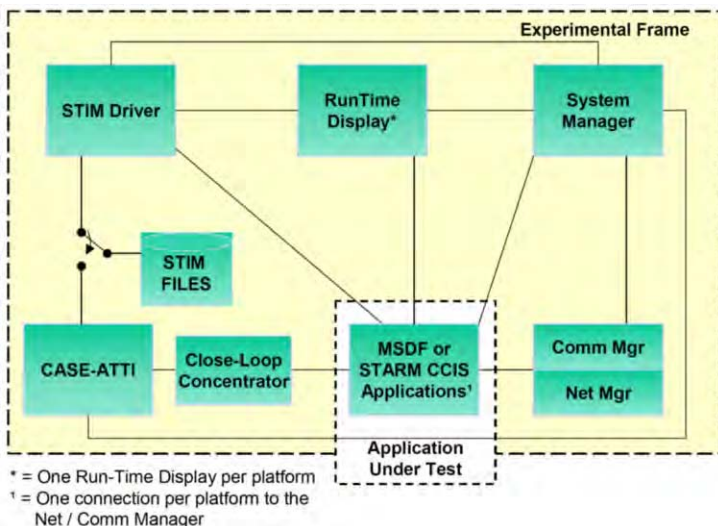 Experimental Frame
STIM Driver
RunTime
Display*
System
Manager
STIM
FILES
CASE-ATTI
Close-Loop
Concentrator
MSDF or
STARM CCIS
Applications¹
Comm Mgr
Net Mgr
Application
Under Test
* = One Run-Time Display per platform
¹ = One connection per platform to the
Net / Comm Manager